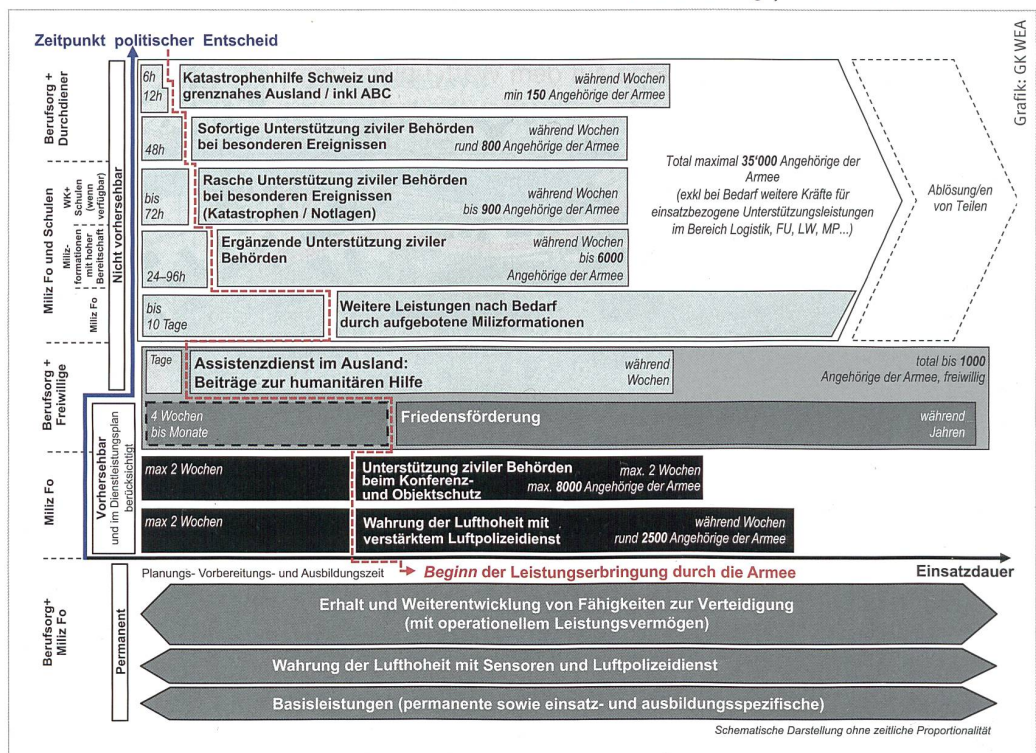 Zeitpunkt politischer Entscheid
Grafik: GK WEA
Berufsorg +
Durchdiener
Miliz Fo und Schulen
WK+
Schulen
(wenn
verfügbar)
Miliz-
formationen
mit hoher
Bereitschaft
Miliz Fo
Nicht vorhersehbar
6h
12h
Katastrophenhilfe Schweiz und
grenznahes Ausland / inkl ABC
während Wochen
min 150 Angehörige der Armee
48h
Sofortige Unterstützung ziviler Behörden
bei besonderen Ereignissen
während Wochen
rund 800 Angehörige der Armee
bis
72h
Rasche Unterstützung ziviler Behörden
bei besonderen Ereignissen
(Katastrophen / Notlagen)
während Wochen
bis 900 Angehörige der Armee
24–96h
Ergänzende Unterstützung ziviler
Behörden
während Wochen
bis 6000
Angehörige der Armee
bis
10 Tage
Weitere Leistungen nach Bedarf
durch aufgebotene Milizformationen
Total maximal 35'000 Angehörige der
Armee
(exkl bei Bedarf weitere Kräfte für
einsatzbezogene Unterstützungsleistungen
im Bereich Logistik, FU, LW, MP...)
Ablösung/en
von Teilen
Berufsorg +
Freiwillige
Tage
Assistenzdienst im Ausland:
Beiträge zur humanitären Hilfe
während
Wochen
total bis 1000
Angehörige der Armee, freiwillig
4 Wochen
bis Monate
Friedensförderung
während
Jahren
Miliz Fo
Vorhersehbar
und im Dienstleistungsplan
berücksichtigt
max 2 Wochen
Unterstützung ziviler Behörden
beim Konferenz-
und Objektschutz
max. 2 Wochen
max. 8000 Angehörige der Armee
max 2 Wochen
Wahrung der Lufthoheit mit
verstärktem Luftpolizeidienst
während Wochen
rund 2500 Angehörige der Armee
Planungs- Vorbereitungs- und Ausbildungszeit
Beginn der Leistungserbringung durch die Armee
Einsatzdauer
Berufsorg+
Miliz Fo
Permanent
Erhalt und Weiterentwicklung von Fähigkeiten zur Verteidigung
(mit operationellem Leistungsvermögen)
Wahrung der Lufthoheit mit Sensoren und Luftpolizeidienst
Basisleistungen (permanente sowie einsatz- und ausbildungsspezifische)
Schematische Darstellung ohne zeitliche Proportionalität